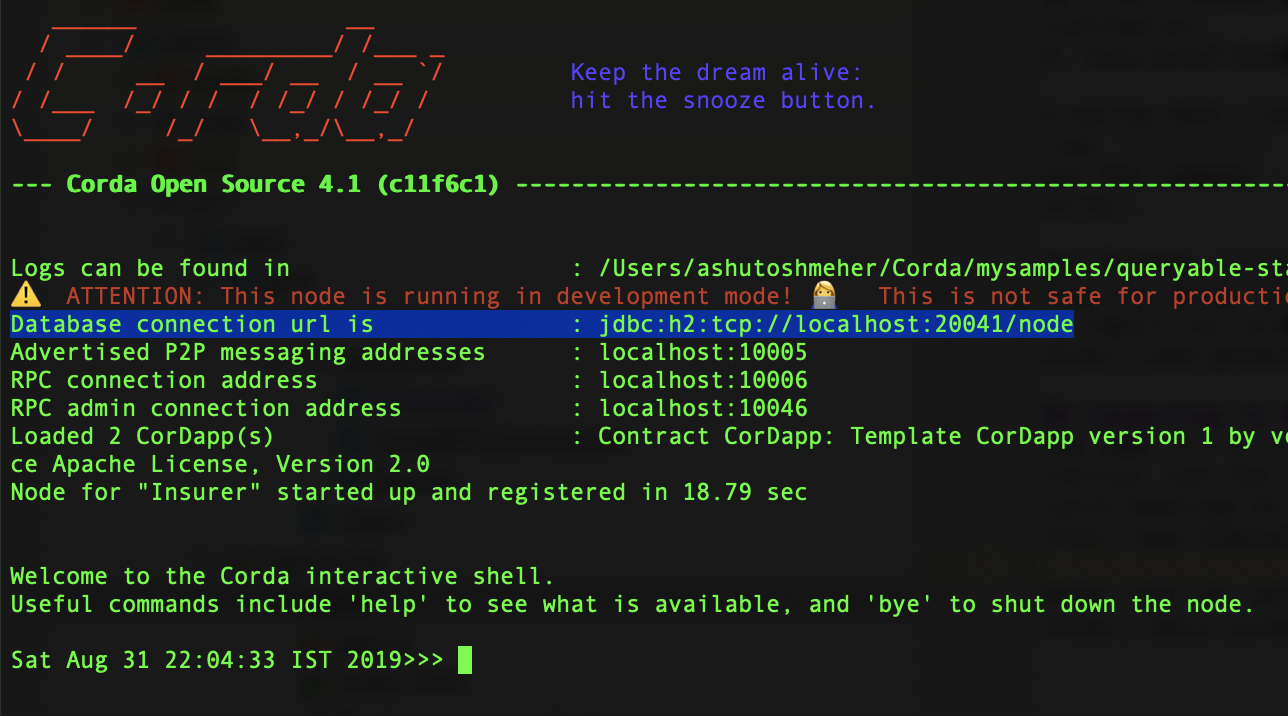 Corda
Keep the dream alive:
hit the snooze button.
--- Corda Open Source 4.1 (c11f6c1) -------------------------------------------------------
Logs can be found in : /Users/ashutoshmeher/Corda/mysamples/queryable-sta
⚠️ ATTENTION: This node is running in development mode! 👩‍💻 This is not safe for producti
Database connection url is : jdbc:h2:tcp://localhost:20041/node
Advertised P2P messaging addresses : localhost:10005
RPC connection address : localhost:10006
RPC admin connection address : localhost:10046
Loaded 2 CorDapp(s) : Contract CorDapp: Template CorDapp version 1 by ve
ce Apache License, Version 2.0
Node for "Insurer" started up and registered in 18.79 sec
Welcome to the Corda interactive shell.
Useful commands include 'help' to see what is available, and 'bye' to shut down the node.
Sat Aug 31 22:04:33 IST 2019>>>